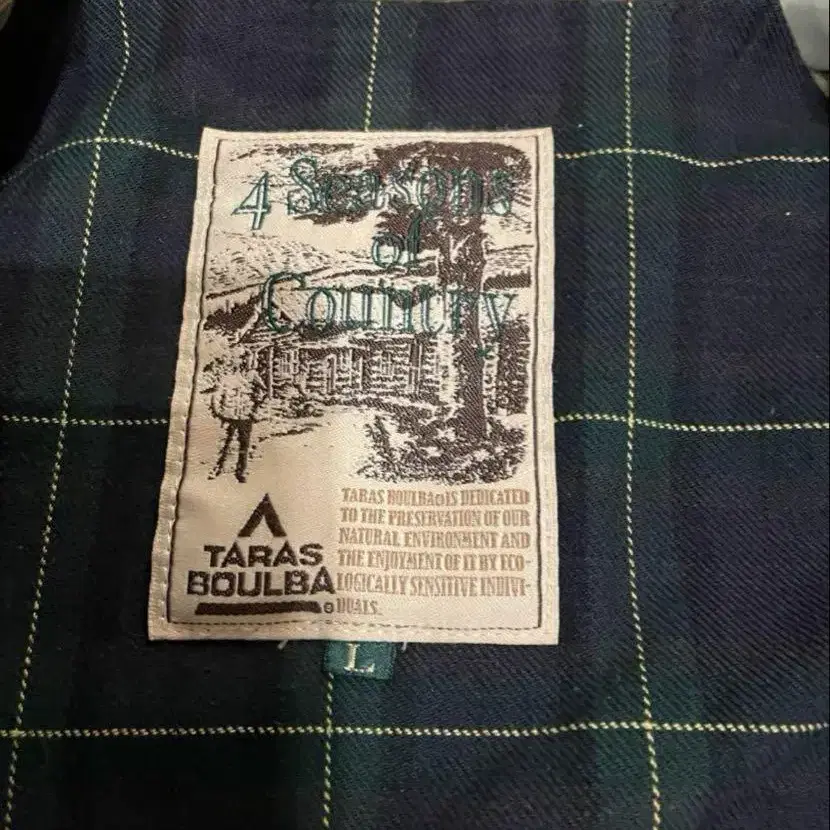 4 Seasons
of
Country
TARAS BOULBA® IS DEDICATED
TO THE PRESERVATION OF OUR
NATURAL ENVIRONMENT AND
THE ENJOYMENT OF IT BY ECO-
LOGICALLY SENSITIVE INDIVI-
DUALS.
TARAS
BOULBA
®
L